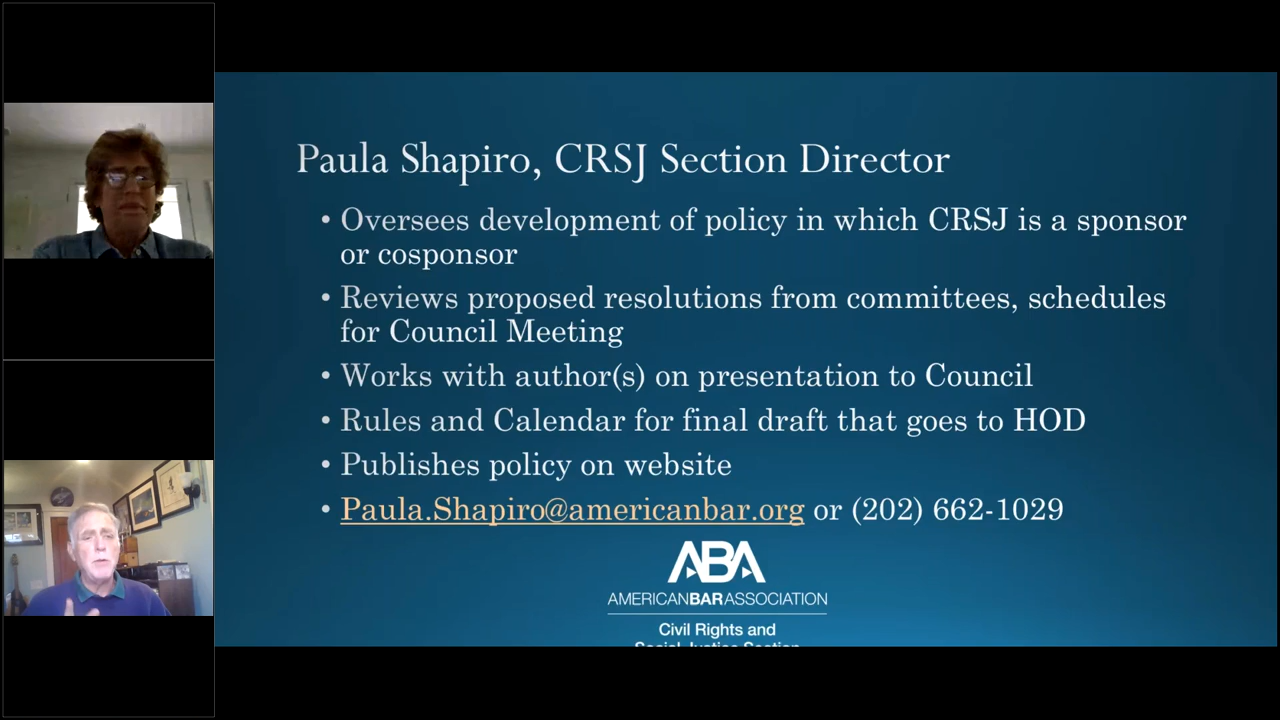 Paula Shapiro, CRSJ Section Director
• Oversees development of policy in which CRSJ is a sponsor
or cosponsor
• Reviews proposed resolutions from committees, schedules
for Council Meeting
• Works with author(s) on presentation to Council
• Rules and Calendar for final draft that goes to HOD
• Publishes policy on website
• Paula.Shapiro@americanbar.org or (202) 662-1029
ABA
AMERICANBARASSOCIATION
Civil Rights and
Social Justice Section